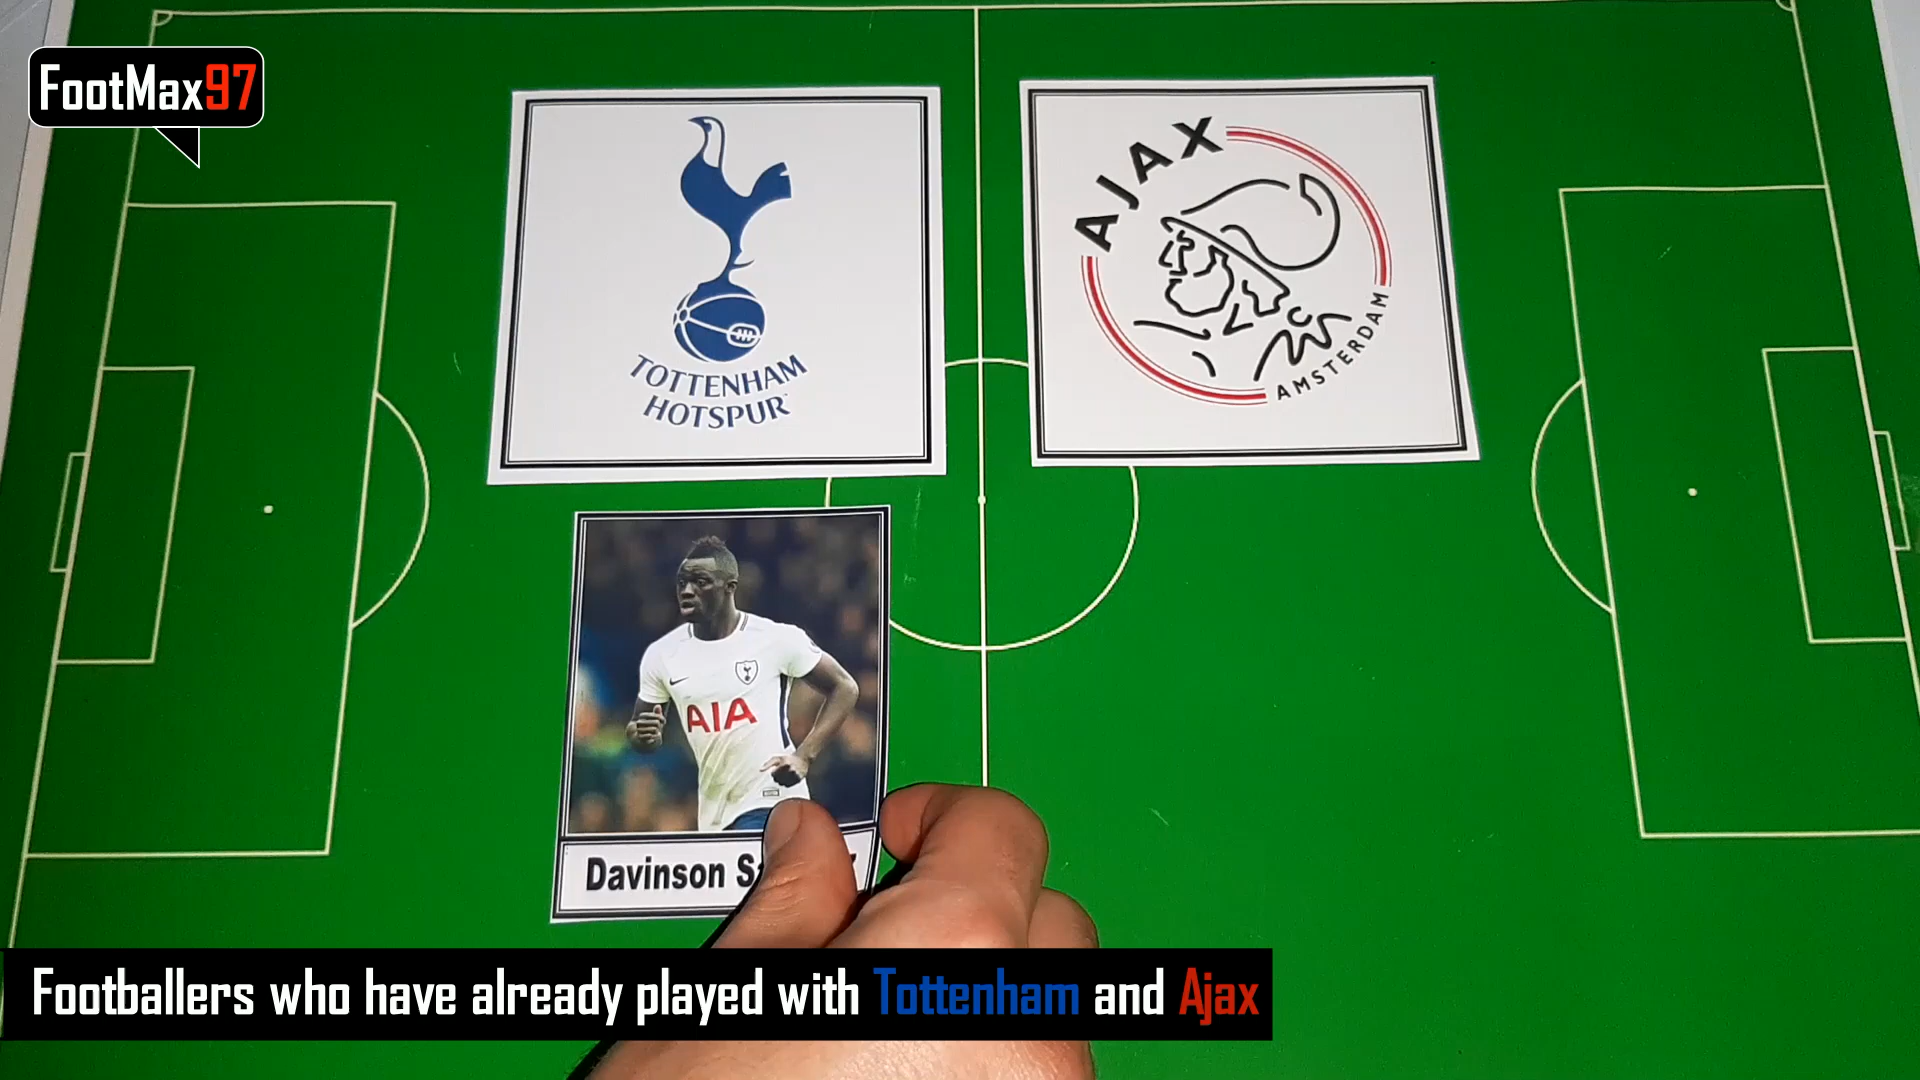 FootMax97
TOTTENHAM
HOTSPUR
AJAX
AMSTERDAM
AIA
Davinson
Footballers who have already played with Tottenham and Ajax